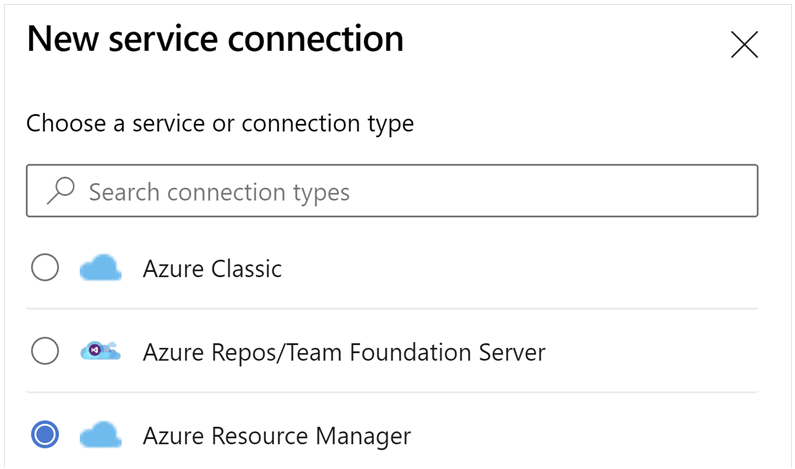 New service connection
Choose a service or connection type
Search connection types
Azure Classic
Azure Repos/Team Foundation Server
Azure Resource Manager